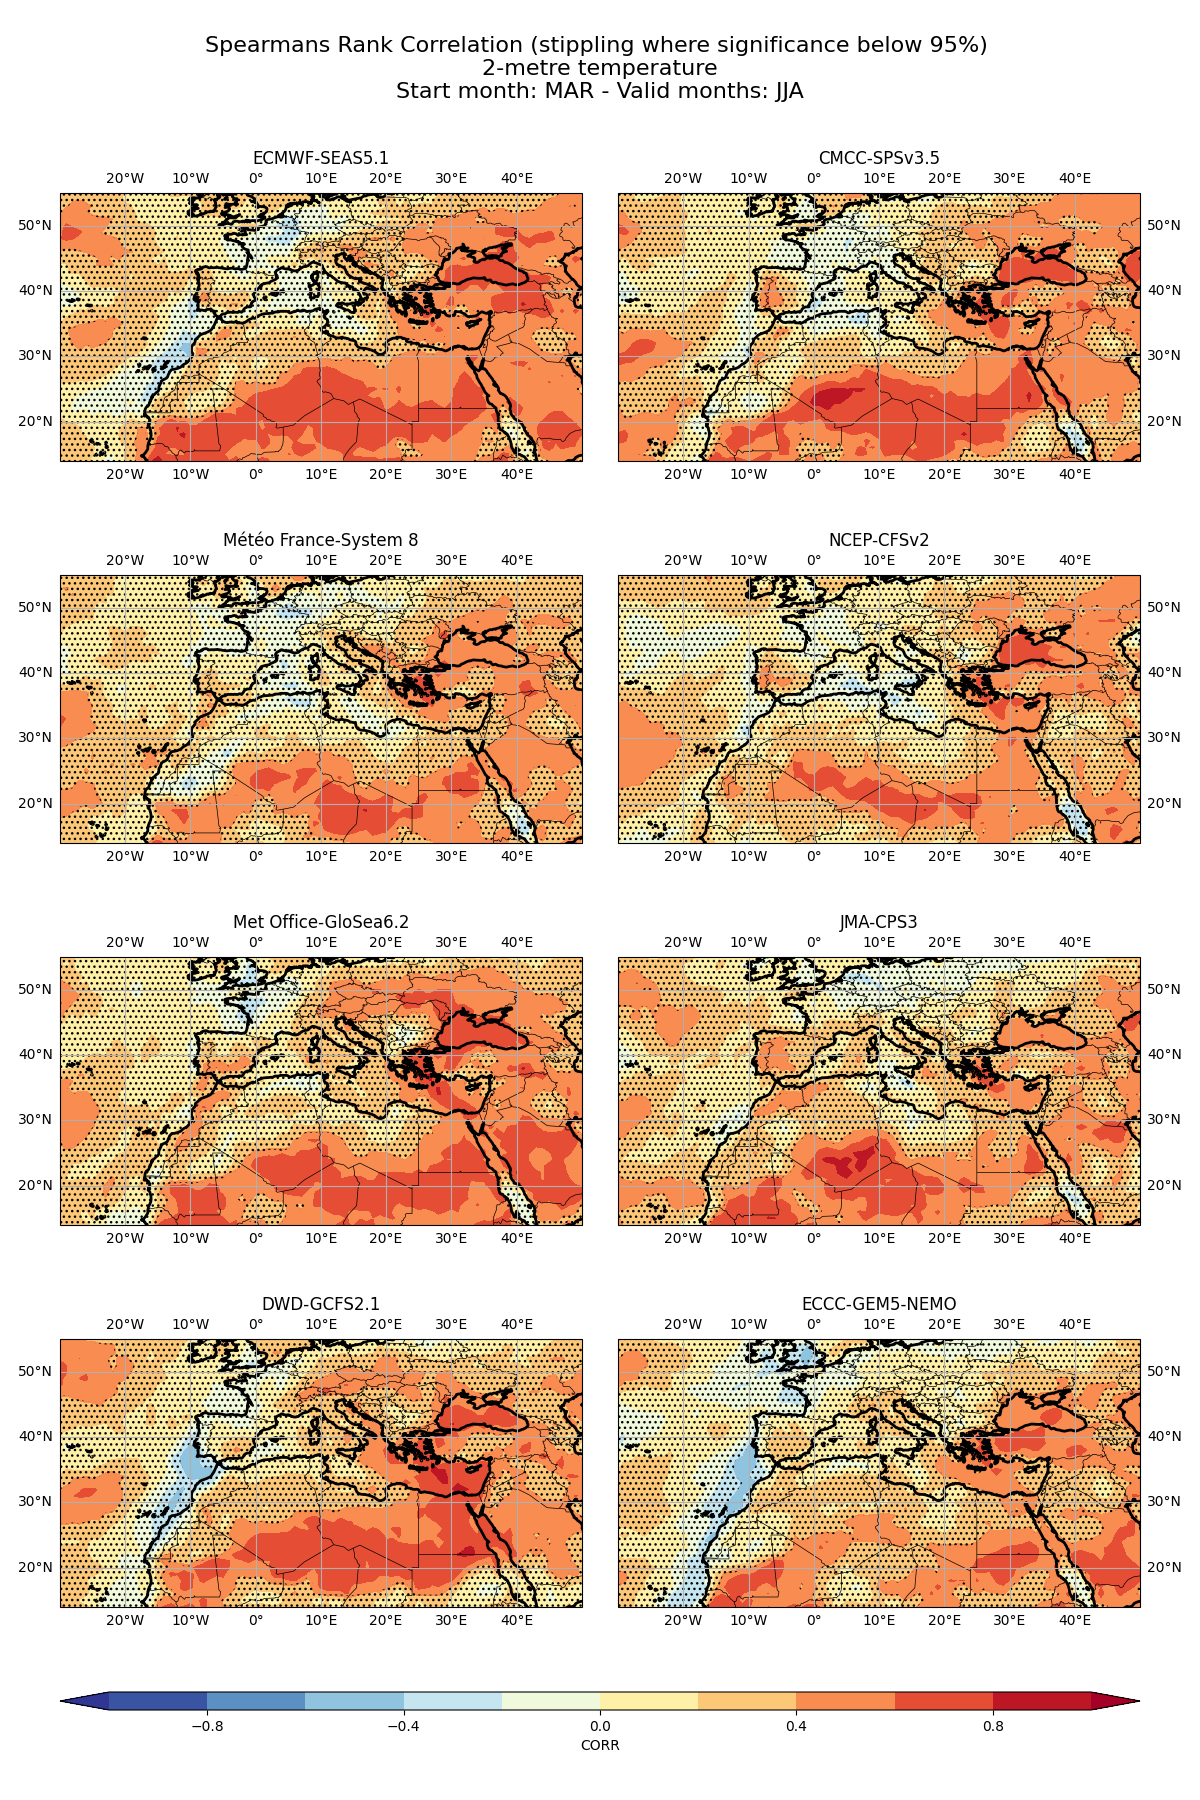 Spearmans Rank Correlation (stippling where significance below 95%)
2-metre temperature
Start month: MAR - Valid months: JJA
ECMWF-SEAS5.1
CMCC-SPSv3.5
20°W 10°W 0° 10°E 20°E 30°E 40°E
20°W 10°W 0° 10°E 20°E 30°E 40°E
50°N
50°N
40°N
40°N
30°N
30°N
20°N
20°N
20°W 10°W 0° 10°E 20°E 30°E 40°E
20°W 10°W 0° 10°E 20°E 30°E 40°E
Météo France-System 8
NCEP-CFSv2
20°W 10°W 0° 10°E 20°E 30°E 40°E
20°W 10°W 0° 10°E 20°E 30°E 40°E
50°N
50°N
40°N
40°N
30°N
30°N
20°N
20°N
20°W 10°W 0° 10°E 20°E 30°E 40°E
20°W 10°W 0° 10°E 20°E 30°E 40°E
Met Office-GloSea6.2
JMA-CPS3
20°W 10°W 0° 10°E 20°E 30°E 40°E
20°W 10°W 0° 10°E 20°E 30°E 40°E
50°N
50°N
40°N
40°N
30°N
30°N
20°N
20°N
20°W 10°W 0° 10°E 20°E 30°E 40°E
20°W 10°W 0° 10°E 20°E 30°E 40°E
DWD-GCFS2.1
ECCC-GEM5-NEMO
20°W 10°W 0° 10°E 20°E 30°E 40°E
20°W 10°W 0° 10°E 20°E 30°E 40°E
50°N
50°N
40°N
40°N
30°N
30°N
20°N
20°N
20°W 10°W 0° 10°E 20°E 30°E 40°E
20°W 10°W 0° 10°E 20°E 30°E 40°E
−0.8 −0.4 0.0 0.4 0.8
CORR